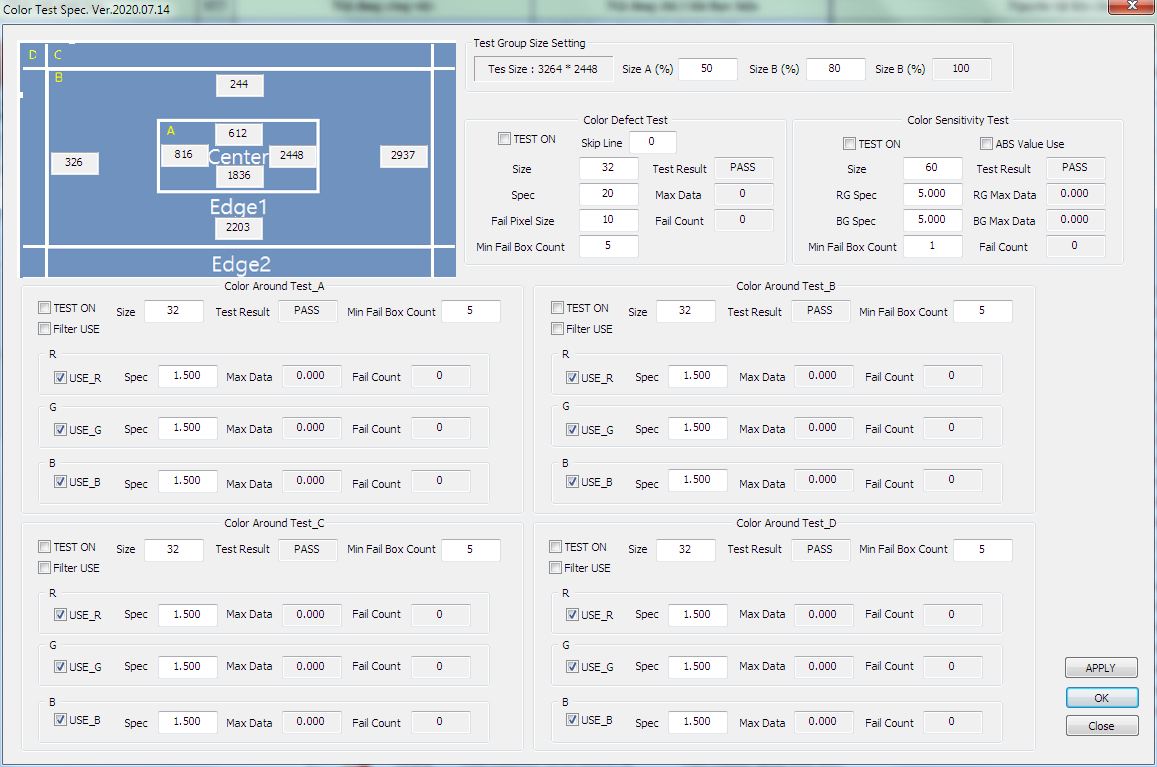 Color Test Spec. Ver.2020.07.14
D C
B
244
A
612
816 Center 2448
1836
326
2937
Edge1
2203
Edge2
Test Group Size Setting
Tes Size : 3264 * 2448 Size A (%) 50 Size B (%) 80 Size B (%) 100
Color Defect Test
TEST ON Skip Line 0
Size 32 Test Result PASS
Spec 20 Max Data 0
Fail Pixel Size 10 Fail Count 0
Min Fail Box Count 5
Color Sensitivity Test
TEST ON ABS Value Use
Size 60 Test Result PASS
RG Spec 5.000 RG Max Data 0.000
BG Spec 5.000 BG Max Data 0.000
Min Fail Box Count 1 Fail Count 0
Color Around Test_A
TEST ON Size 32 Test Result PASS Min Fail Box Count 5
Filter USE
R
USE_R Spec 1.500 Max Data 0.000 Fail Count 0
G
USE_G Spec 1.500 Max Data 0.000 Fail Count 0
B
USE_B Spec 1.500 Max Data 0.000 Fail Count 0
Color Around Test_B
TEST ON Size 32 Test Result PASS Min Fail Box Count 5
Filter USE
R
USE_R Spec 1.500 Max Data 0.000 Fail Count 0
G
USE_G Spec 1.500 Max Data 0.000 Fail Count 0
B
USE_B Spec 1.500 Max Data 0.000 Fail Count 0
Color Around Test_C
TEST ON Size 32 Test Result PASS Min Fail Box Count 5
Filter USE
R
USE_R Spec 1.500 Max Data 0.000 Fail Count 0
G
USE_G Spec 1.500 Max Data 0.000 Fail Count 0
B
USE_B Spec 1.500 Max Data 0.000 Fail Count 0
Color Around Test_D
TEST ON Size 32 Test Result PASS Min Fail Box Count 5
Filter USE
R
USE_R Spec 1.500 Max Data 0.000 Fail Count 0
G
USE_G Spec 1.500 Max Data 0.000 Fail Count 0
B
USE_B Spec 1.500 Max Data 0.000 Fail Count 0
APPLY
OK
Close